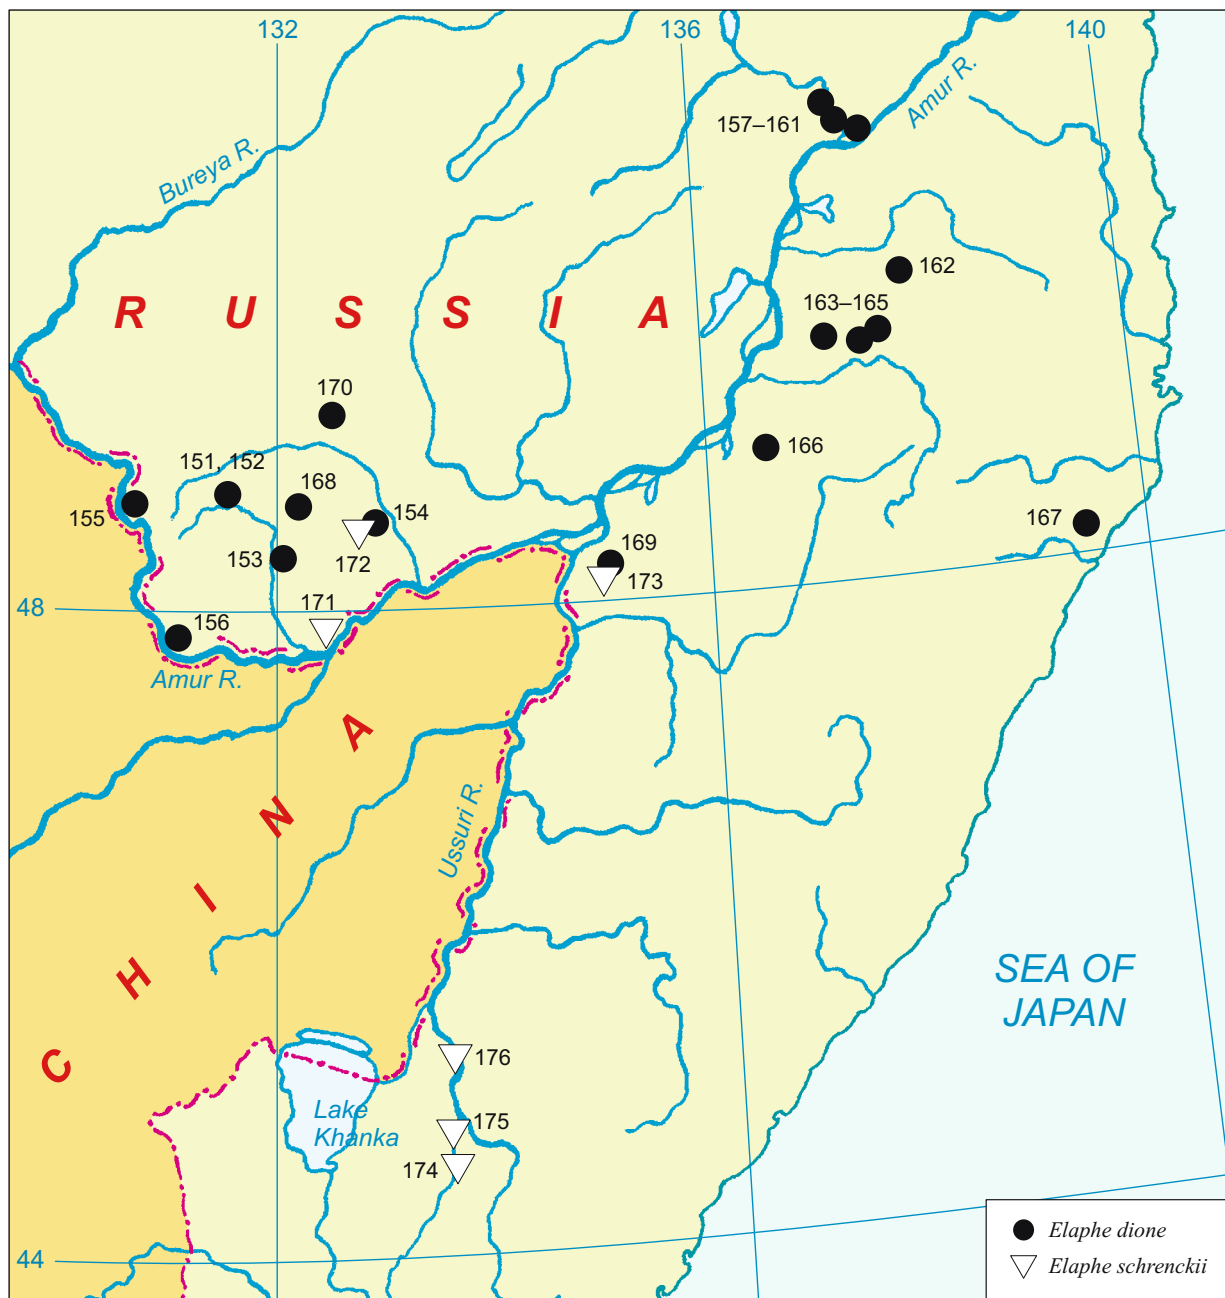 132
136
140
Amur R.
157–161
Bureya R.
162
RUSSIA
163–165
170
166
151, 152
168
154
155
167
153
172
169
173
48
171
156
Amur R.
CHINA
Ussuri R.
SEA OF
JAPAN
176
Lake
Khanka
175
174
44
Elaphe dione
Elaphe schrenckii